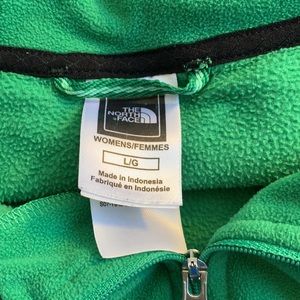 THE
NORTH
FACE
WOMENS/FEMMES
L/G
Made in Indonesia
Fabriqué en Indonésie